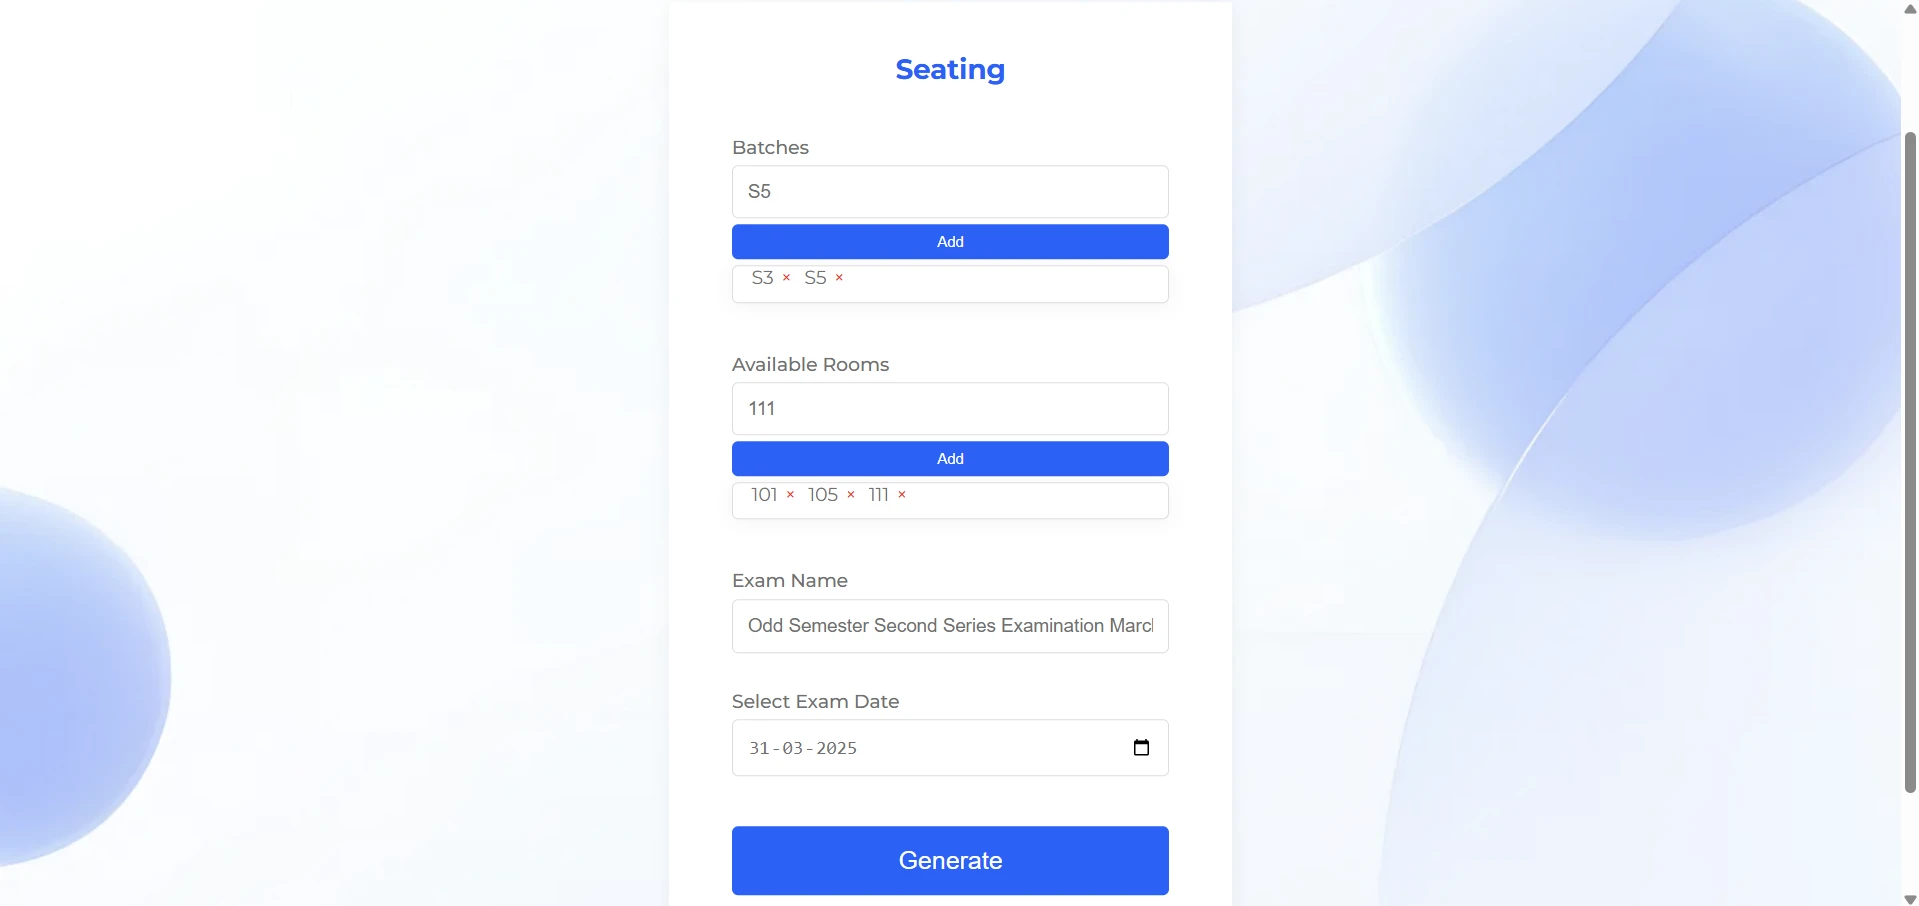 Seating
Batches
S5
Add
S3 × S5 ×
Available Rooms
111
Add
101 × 105 × 111 ×
Exam Name
Odd Semester Second Series Examination
Select Exam Date
31-03-2025
Generate